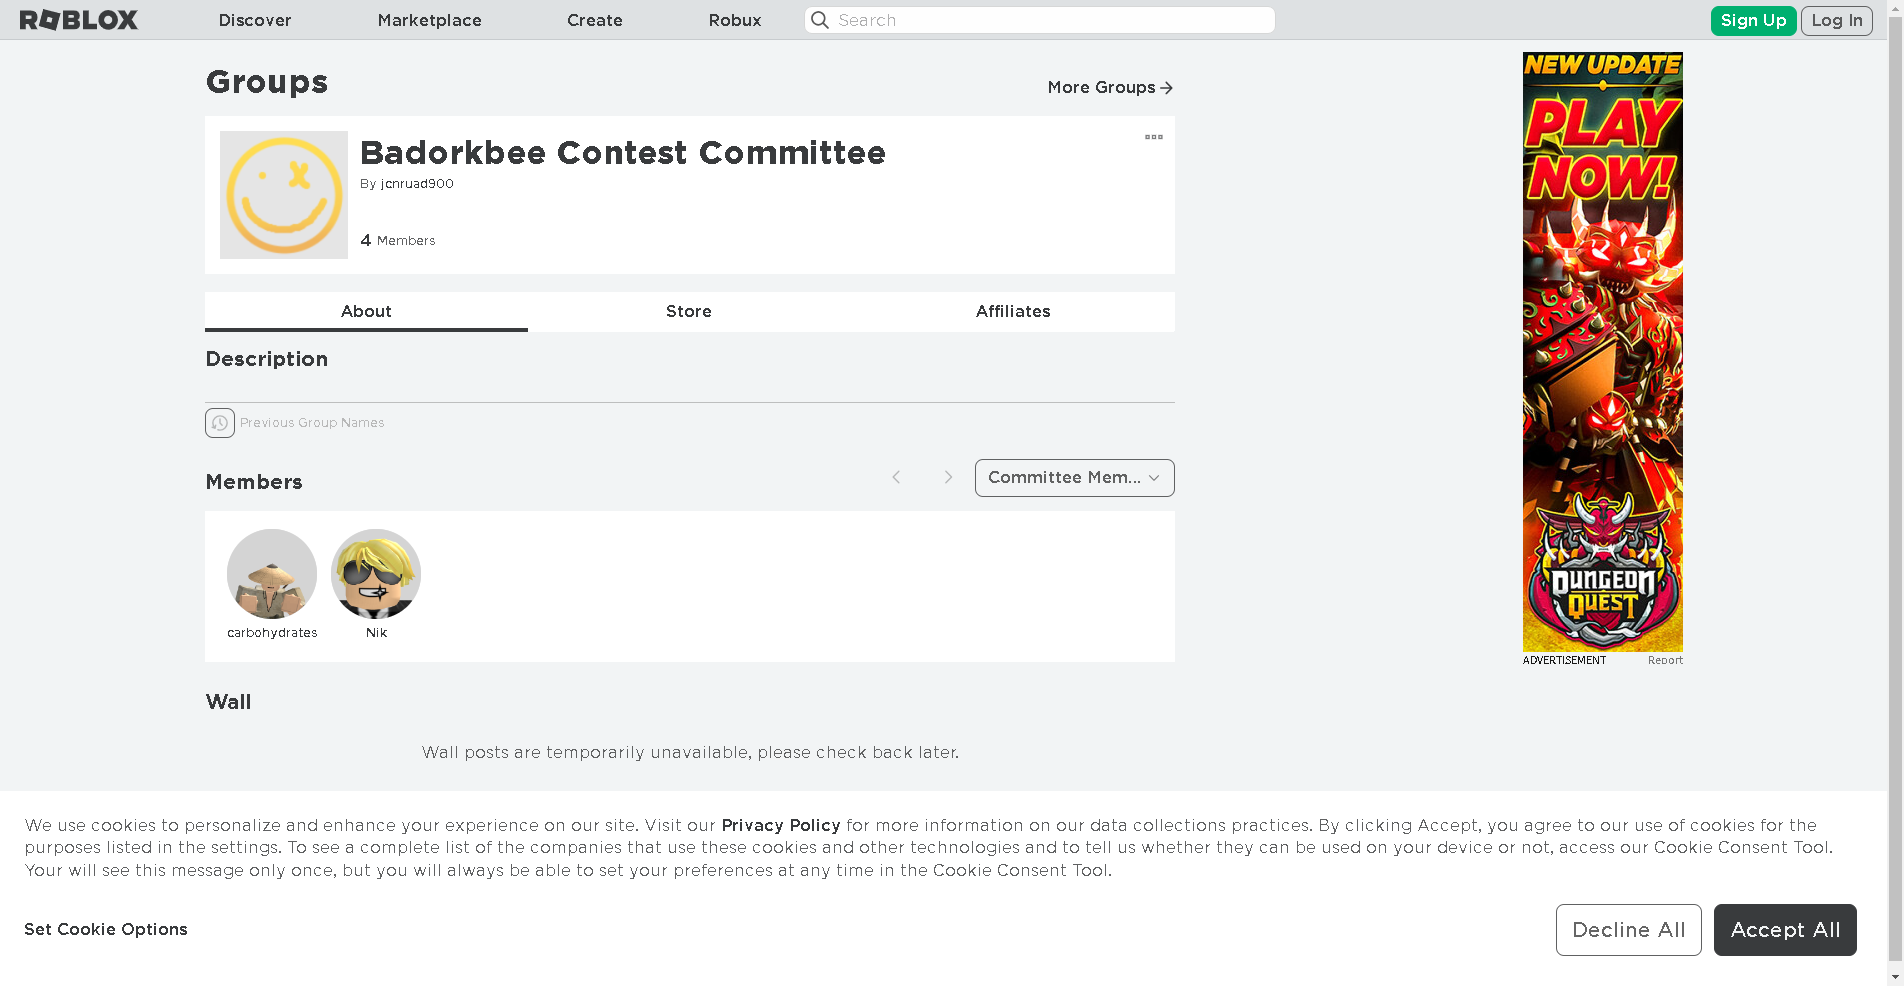 ROBLOX
Discover
Marketplace
Create
Robux
Search
Sign Up
Log In
Groups
More Groups
Badorkbee Contest Committee
By jcnruad900
4 Members
About
Store
Affiliates
Description
Previous Group Names
Members
Committee Mem...
carbohydrates
Nik
Wall
Wall posts are temporarily unavailable, please check back later.
NEW UPDATE
PLAY
NOW!
DUNGEON
QUEST
ADVERTISEMENT
Report
We use cookies to personalize and enhance your experience on our site. Visit our Privacy Policy for more information on our data collections practices. By clicking Accept, you agree to our use of cookies for the
purposes listed in the settings. To see a complete list of the companies that use these cookies and other technologies and to tell us whether they can be used on your device or not, access our Cookie Consent Tool.
Your will see this message only once, but you will always be able to set your preferences at any time in the Cookie Consent Tool.
Set Cookie Options
Decline All
Accept All